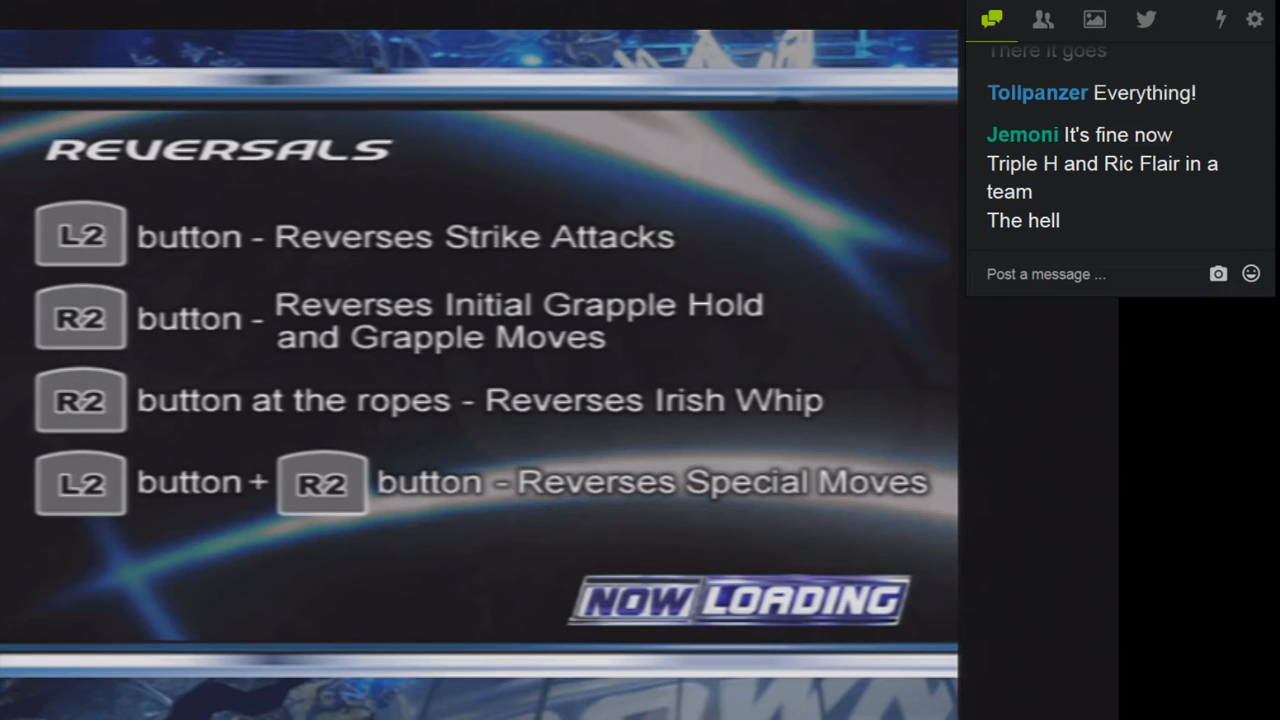 REVERSALS
L2 button - Reverses Strike Attacks
R2 button - Reverses Initial Grapple Hold
and Grapple Moves
R2 button at the ropes - Reverses Irish Whip
L2 button + R2 button - Reverses Special Moves
NOW LOADING
There it goes
Tollpanzer Everything!
Jemoni It's fine now
Triple H and Ric Flair in a
team
The hell
Post a message ...